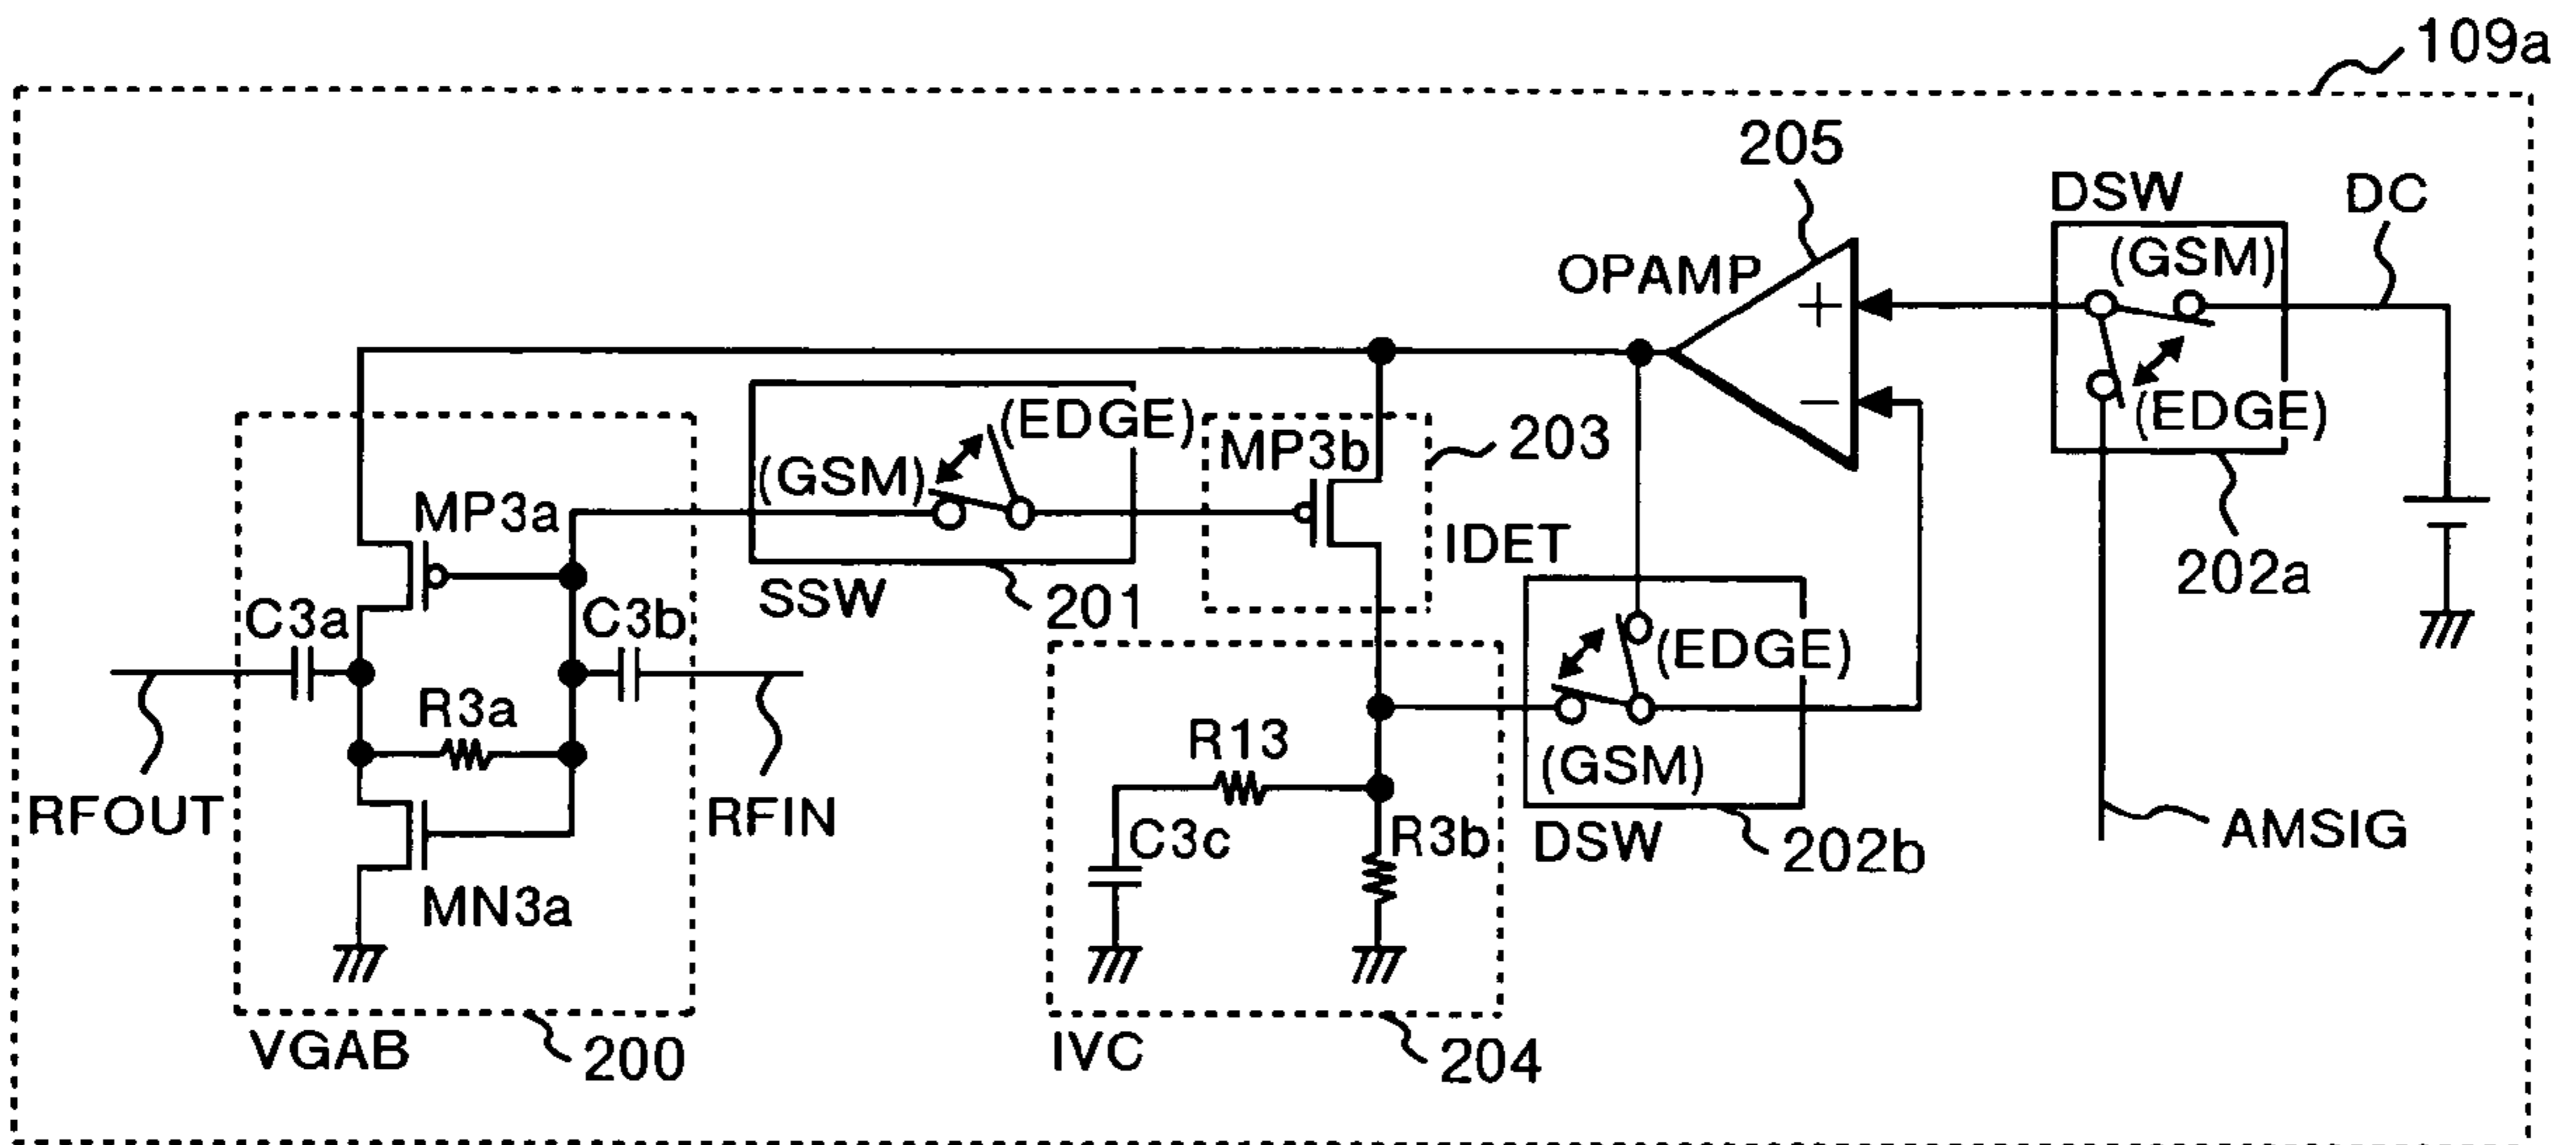 109a
205
DSW
DC
(GSM)
OPAMP
+
(EDGE)
−
(EDGE)
MP3b
203
(GSM)
MP3a
IDET
202a
SSW
201
C3a
C3b
(EDGE)
R3a
R13
(GSM)
RFOUT
RFIN
C3c
R3b
DSW
202b
AMSIG
MN3a
VGAB
200
IVC
204